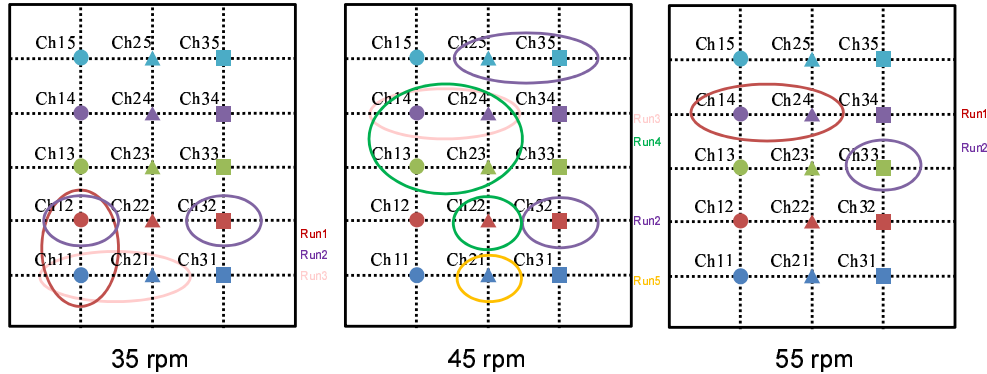 Ch15 Ch25 Ch35
Ch14 Ch24 Ch34
Ch13 Ch23 Ch33
Ch12 Ch22 Ch32
Ch11 Ch21 Ch31
Run1
Run2
Run3
35 rpm
Ch15 Ch25 Ch35
Ch14 Ch24 Ch34
Ch13 Ch23 Ch33
Ch12 Ch22 Ch32
Ch11 Ch21 Ch31
Run3
Run4
Run2
Run5
45 rpm
Ch15 Ch25 Ch35
Ch14 Ch24 Ch34
Ch13 Ch23 Ch33
Ch12 Ch22 Ch32
Ch11 Ch21 Ch31
Run1
Run2
55 rpm